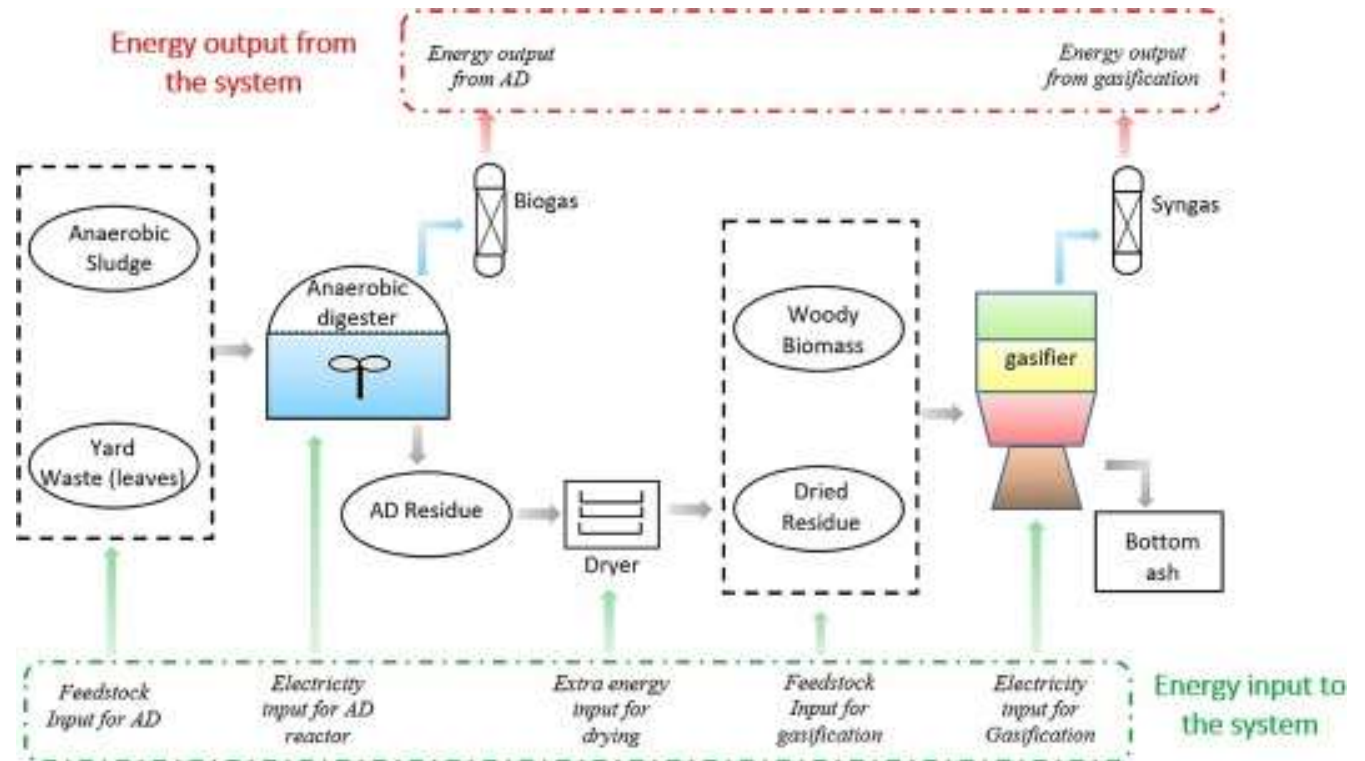 Energy output from
the system
Energy output
from AD
Energy output
from gasification
Biogas
Syngas
Anaerobic
Sludge
Anaerobic
digester
Woody
Biomass
gasifier
Yard
Waste (leaves)
AD Residue
Dryer
Dried
Residue
Bottom
ash
Feedstock
Input for AD
Electricity
input for AD
reactor
Extra energy
input for
drying
Feedstock
Input for
gasification
Electricity
input for
Gasification
Energy input to
the system